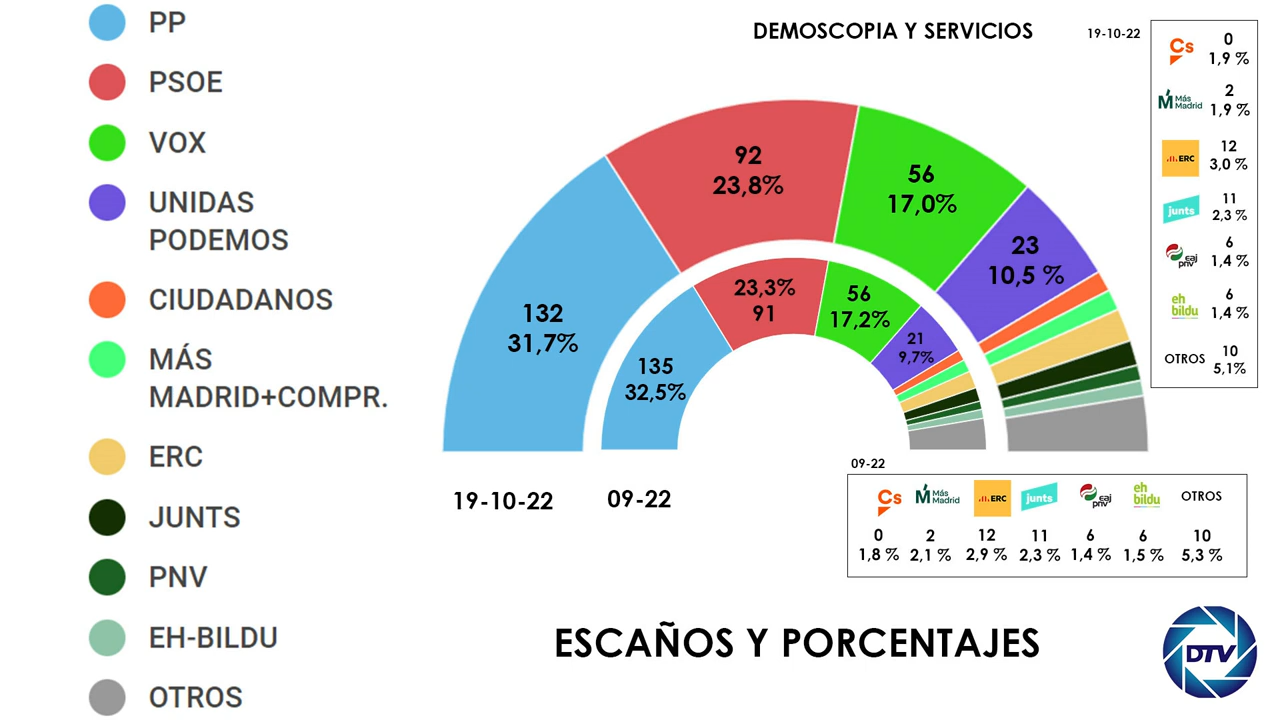 PP
PSOE
VOX
UNIDAS
PODEMOS
CIUDADANOS
MÁS
MADRID+COMPR.
ERC
JUNTS
PNV
EH-BILDU
OTROS
DEMOSCOPIA Y SERVICIOS
19-10-22
132
31,7%
92
23,8%
56
17,0%
23
10,5 %
135
32,5%
23,3%
91
56
17,2%
21
9,7%
19-10-22
09-22
Cs
0
1,9 %
Más
Madrid
2
1,9 %
ERC
12
3,0 %
junts
11
2,3 %
eaj
pnv
6
1,4 %
eh
bildu
6
1,4 %
OTROS
10
5,1%
09-22
Cs
Más
Madrid
ERC
junts
eaj
pnv
eh
bildu
OTROS
0 2 12 11 6 6 10
1,8 % 2,1 % 2,9 % 2,3 % 1,4 % 1,5 % 5,3 %
ESCAÑOS Y PORCENTAJES
DTV